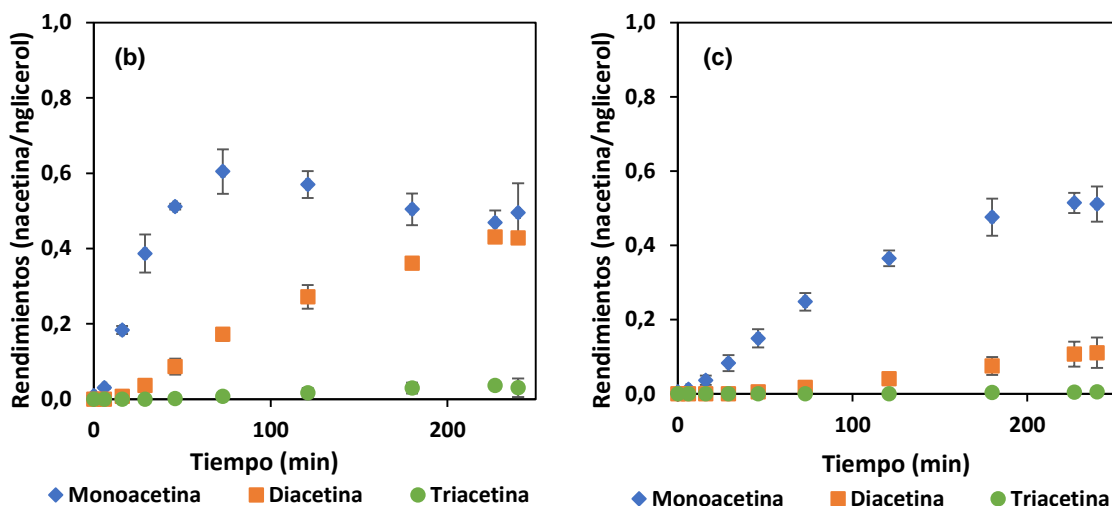 Rendimientos (nacetina/nglicerol)
1,0
0,8
0,6
0,4
0,2
0,0
(b)
0
100
200
Tiempo (min)
Monoacetina Diacetina Triacetina
Rendimientos (nacetina/nglicerol)
1,0
0,8
0,6
0,4
0,2
0,0
(c)
0
100
200
Tiempo (min)
Monoacetina Diacetina Triacetina